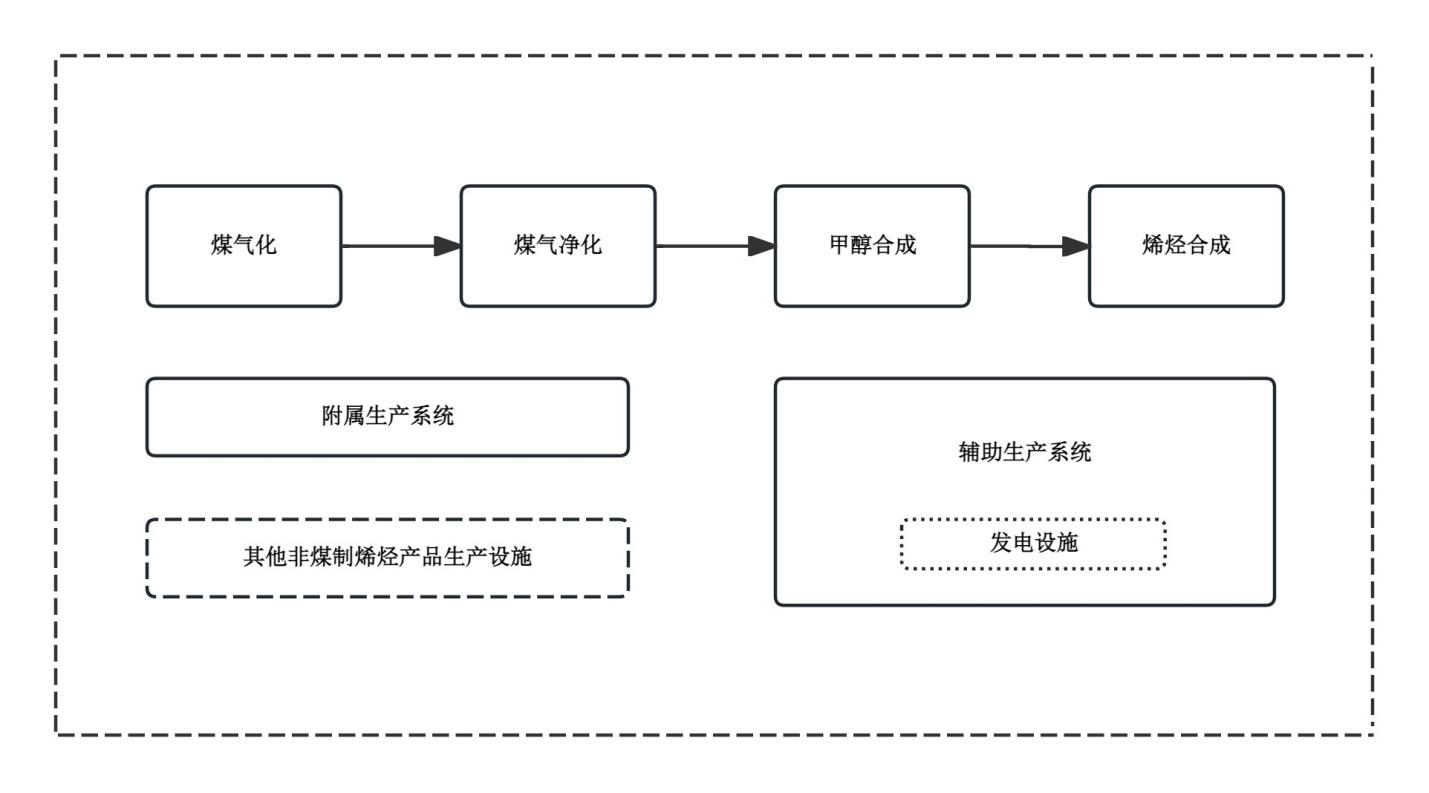 煤气化
煤气净化
甲醇合成
烯烃合成
附属生产系统
辅助生产系统
其他非煤制烯烃产品生产设施
发电设施